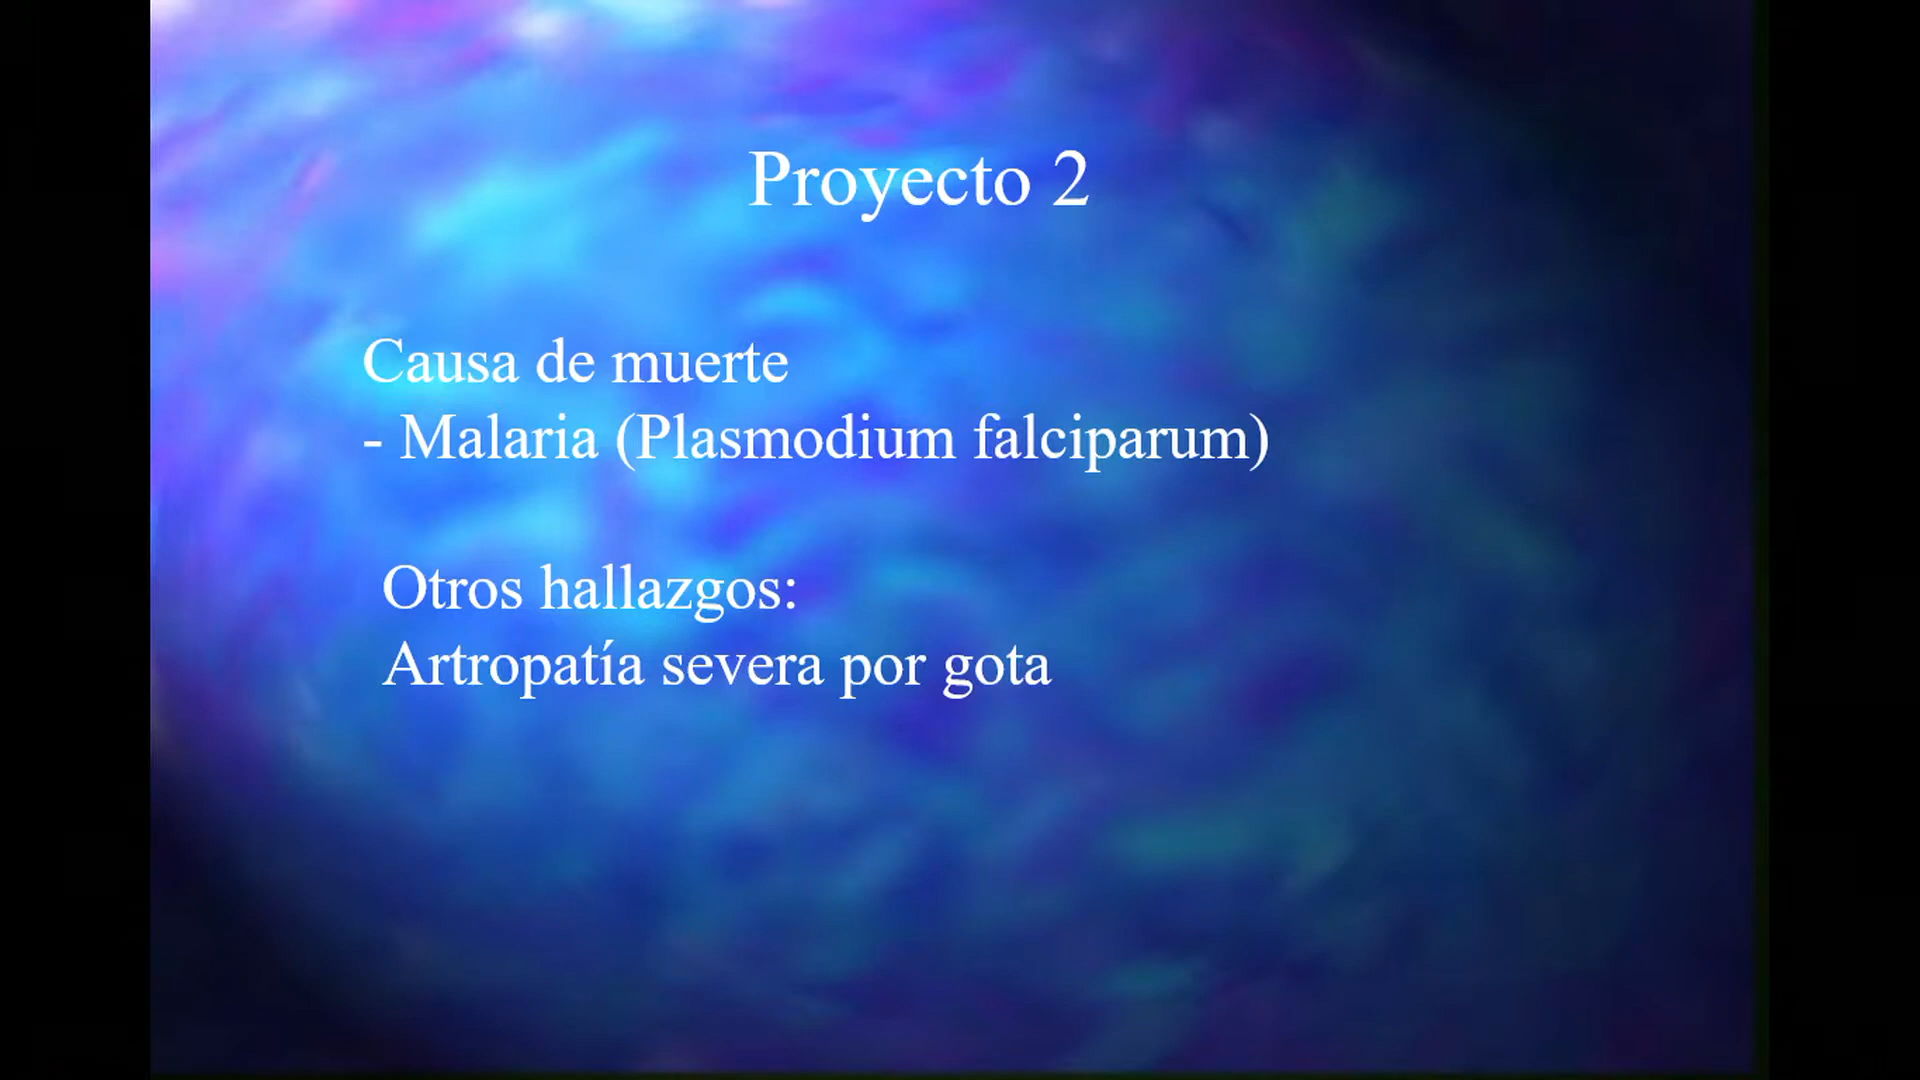 Proyecto 2
Causa de muerte
- Malaria (Plasmodium falciparum)
Otros hallazgos:
Artropatía severa por gota